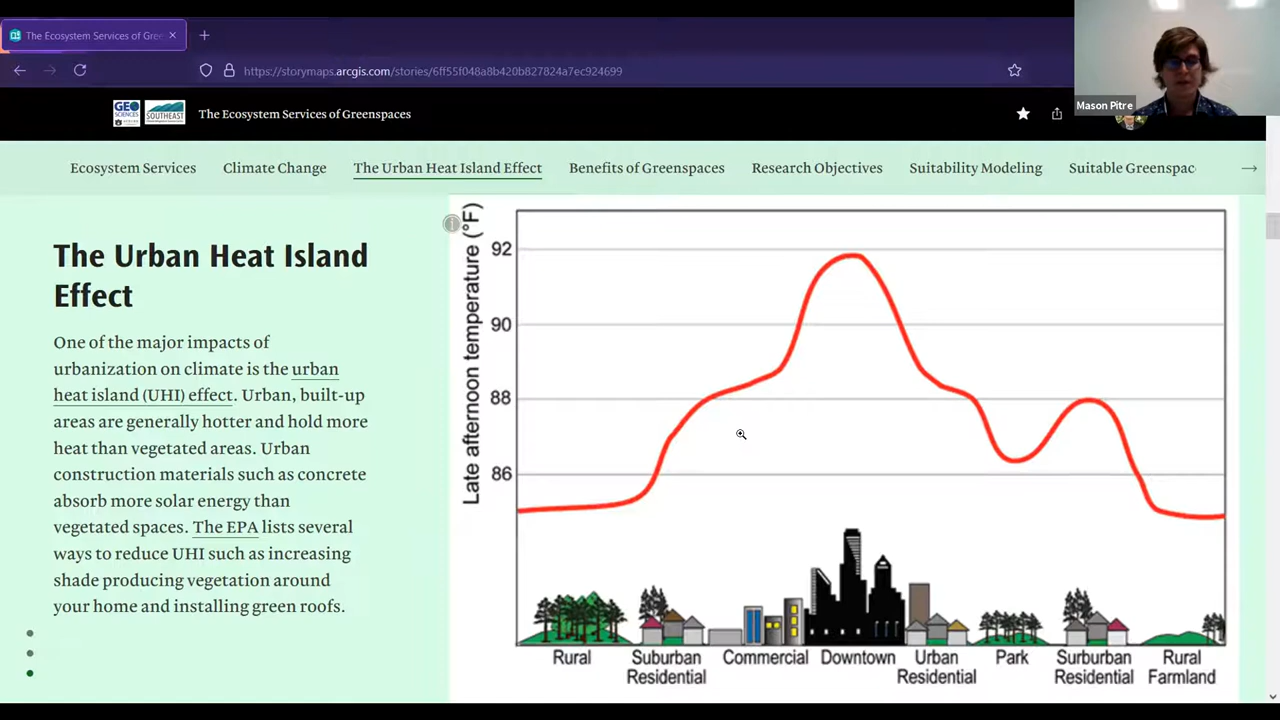 The Ecosystem Services of Gree
https://storymaps.arcgis.com/stories/6ff55f048a8b420b827824a7ec924699
Mason Pitre
GEO
SCIENCES
SOUTHEAST
The Ecosystem Services of Greenspaces
Ecosystem Services
Climate Change
The Urban Heat Island Effect
Benefits of Greenspaces
Research Objectives
Suitability Modeling
Suitable Greenspac
The Urban Heat Island
Effect
One of the major impacts of
urbanization on climate is the urban
heat island (UHI) effect. Urban, built-up
areas are generally hotter and hold more
heat than vegetated areas. Urban
construction materials such as concrete
absorb more solar energy than
vegetated spaces. The EPA lists several
ways to reduce UHI such as increasing
shade producing vegetation around
your home and installing green roofs.
Late afternoon temperature (°F)
92
90
88
86
Rural
Suburban
Residential
Commercial
Downtown
Urban
Residential
Park
Surburban
Residential
Rural
Farmland